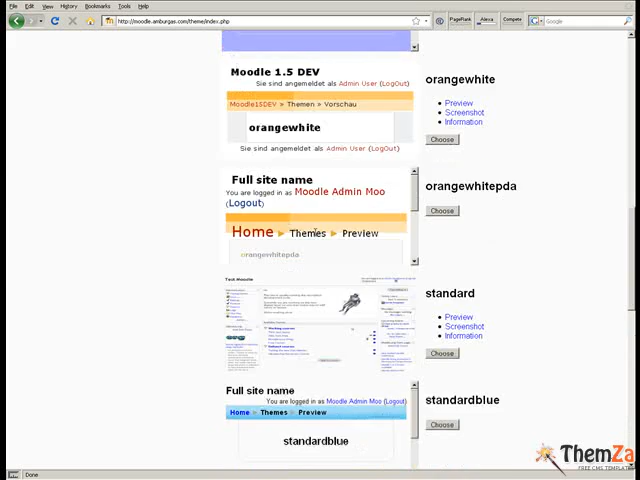 File Edit View History Bookmarks Tools Help
http://moodle.amburgas.com/theme/index.php
PageRank
Alexa
Compete
Google
Moodle 1.5 DEV
Sie sind angemeldet als Admin User (LogOut)
Moodle15DEV » Themen » Vorschau
orangewhite
Sie sind angemeldet als Admin User (LogOut)
orangewhite
Preview
Screenshot
Information
Choose
Full site name
You are logged in as Moodle Admin Moo
(Logout)
Home ► Themes ► Preview
orangewhitepda
orangewhitepda
Choose
Test Moodle
standard
Preview
Screenshot
Information
Choose
Full site name
You are logged in as Moodle Admin Moo (Logout)
Home ► Themes ► Preview
standardblue
standardblue
Choose
ThemZa
FREE CMS TEMPLATES
Done